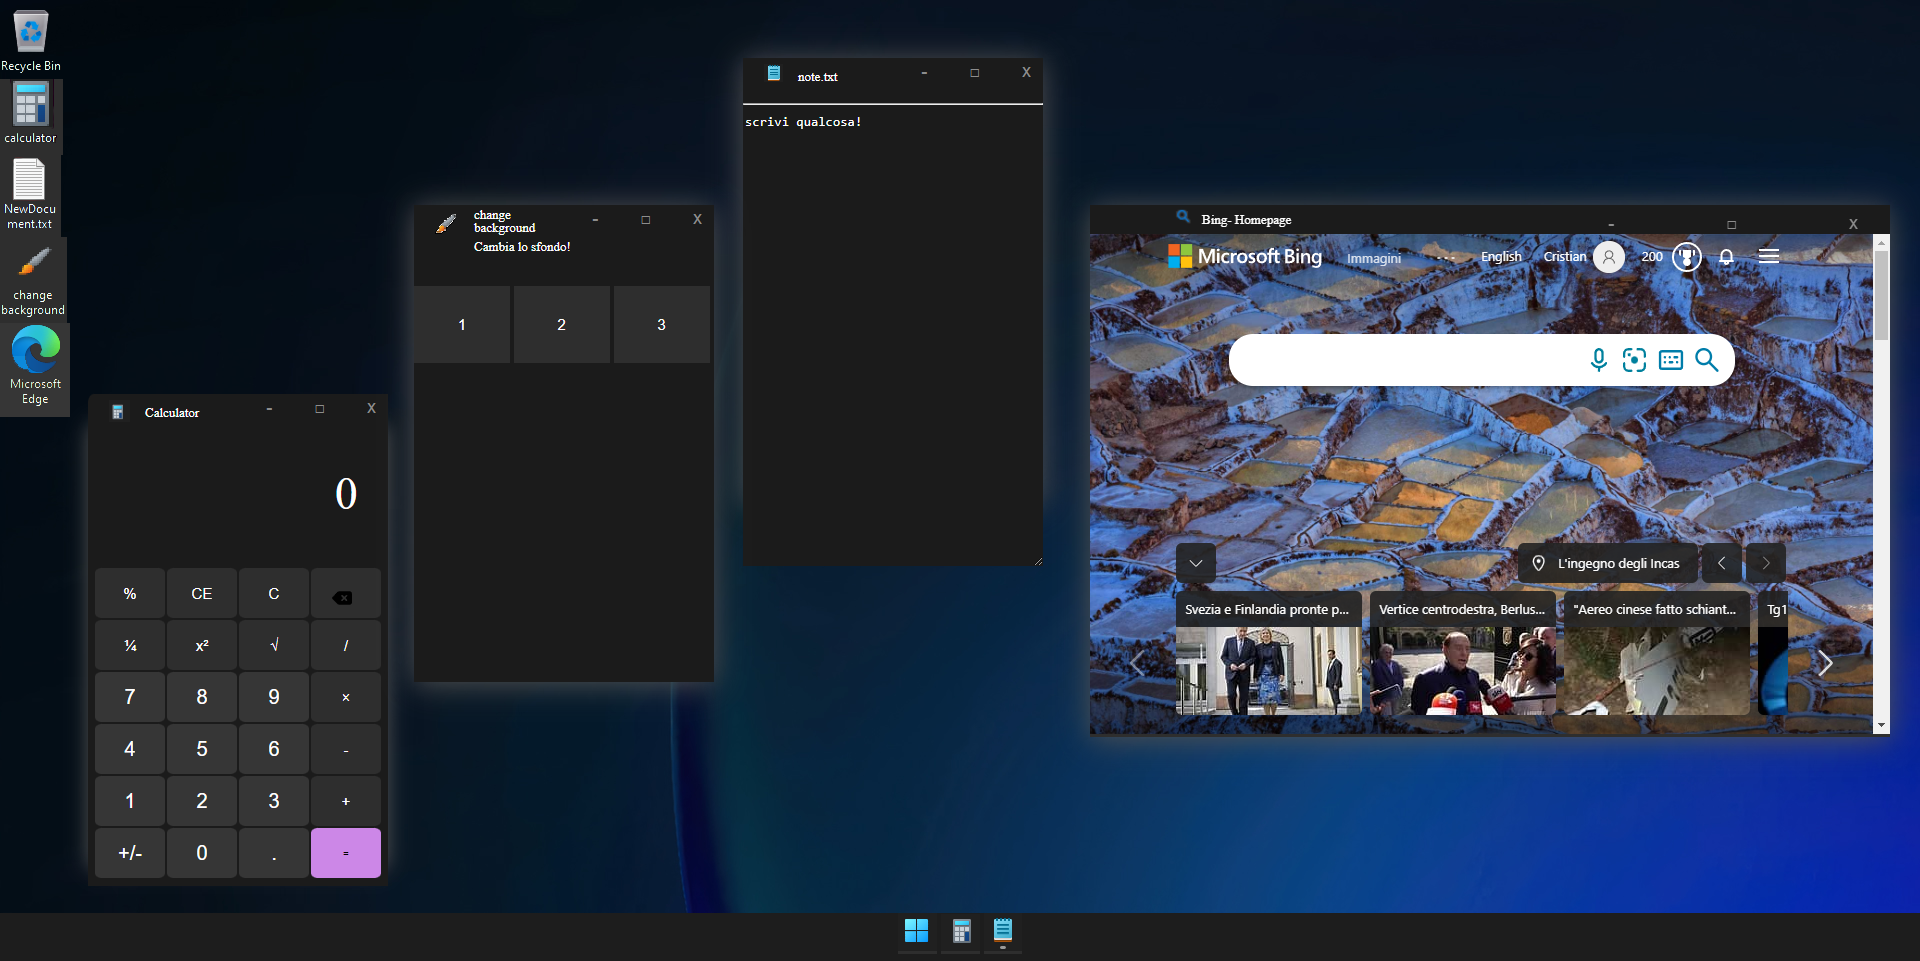 Recycle Bin
calculator
NewDocu
ment.txt
change
background
Microsoft
Edge
Calculator
-
□
X
0
%
CE
C
¼
x²
√
/
7
8
9
×
4
5
6
-
1
2
3
+
+/-
0
.
=
change
background
-
□
X
Cambia lo sfondo!
1
2
3
note.txt
-
□
X
scrivi qualcosa!
Bing- Homepage
-
□
X
Microsoft Bing
Immagini
...
English
Cristian
200
L'ingegno degli Incas
Svezia e Finlandia pronte p...
Vertice centrodestra, Berlus...
"Aereo cinese fatto schiant...
Tg1